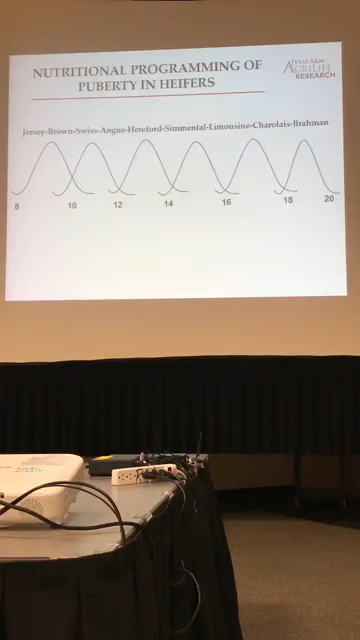 NUTRITIONAL PROGRAMMING OF
PUBERTY IN HEIFERS
TEXAS A&M
AGRILIFE
RESEARCH
Jersey-Brown-Swiss-Angus-Hereford-Simmental-Limousine-Charolais-Brahman
8 10 12 14 16 18 20